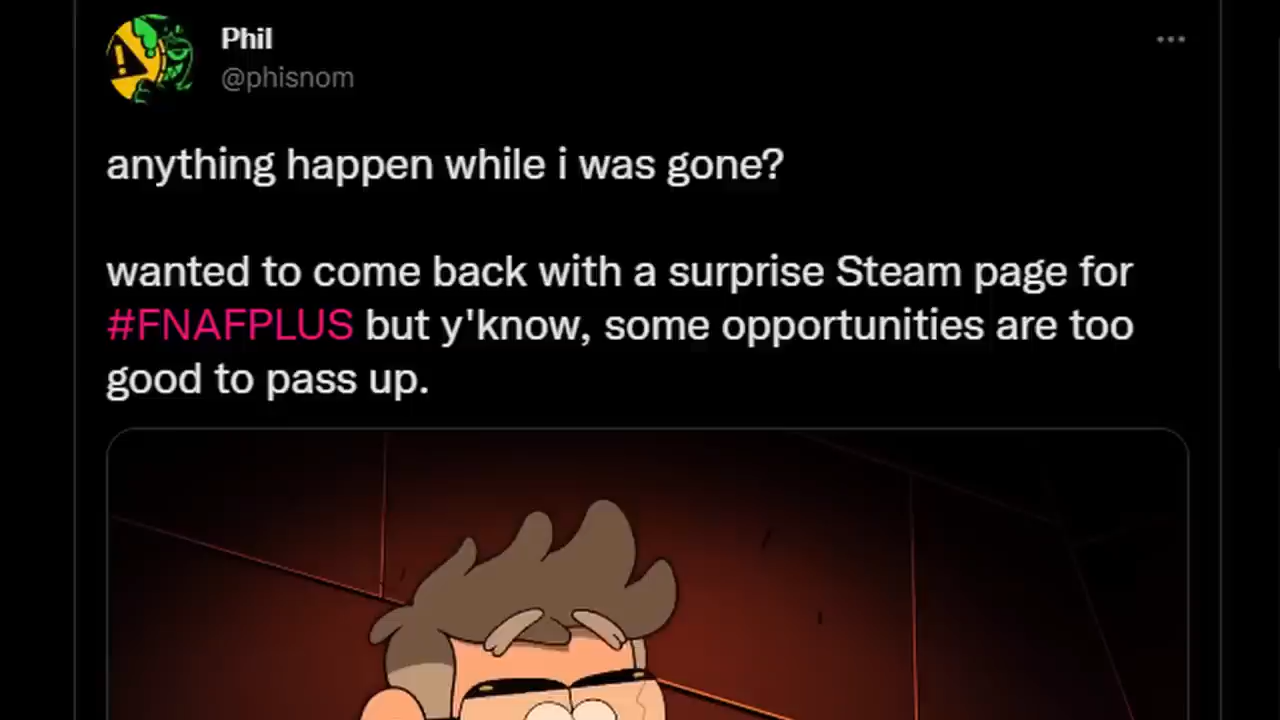 Phil
@phisnom
anything happen while i was gone?
wanted to come back with a surprise Steam page for
#FNAFPLUS but y'know, some opportunities are too
good to pass up.